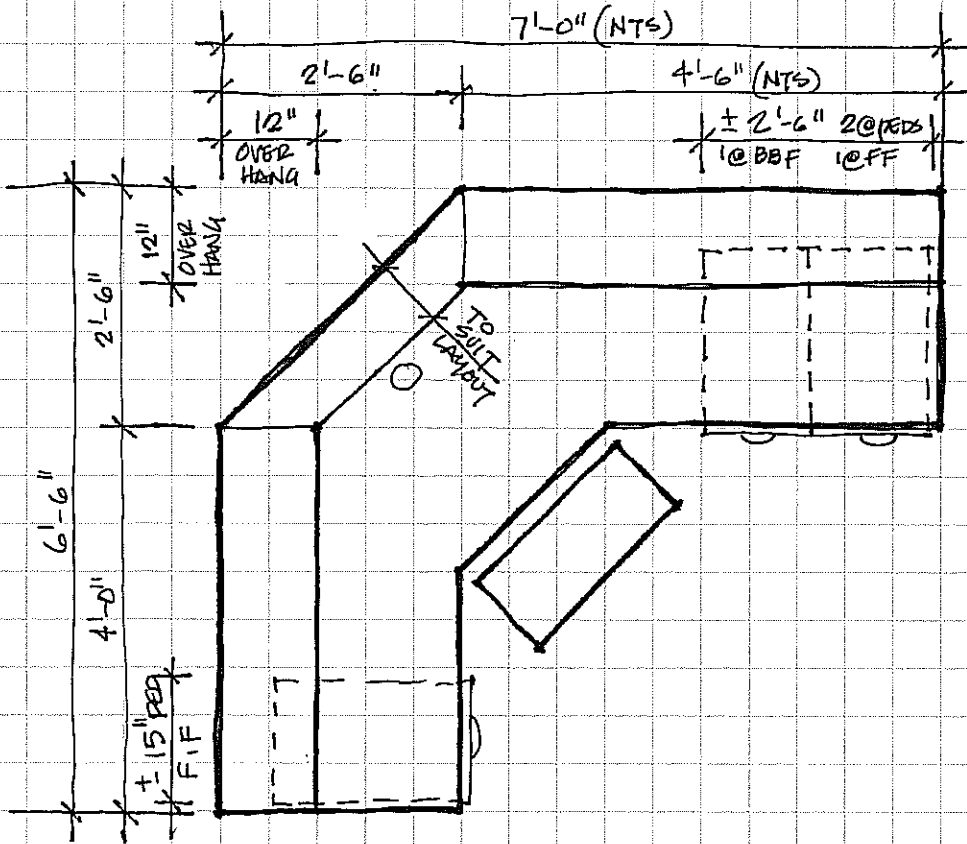 7'-0" (NTS)
2'-6"
4'-6" (NTS)
12"
OVER
HANG
± 2'-6" 2@PEDS
1@BBF 1@FF
12"
OVER
HANG
2'-6"
TO
SUIT
LAYOUT
6'-6"
4'-0"
± 15" PED
F.F